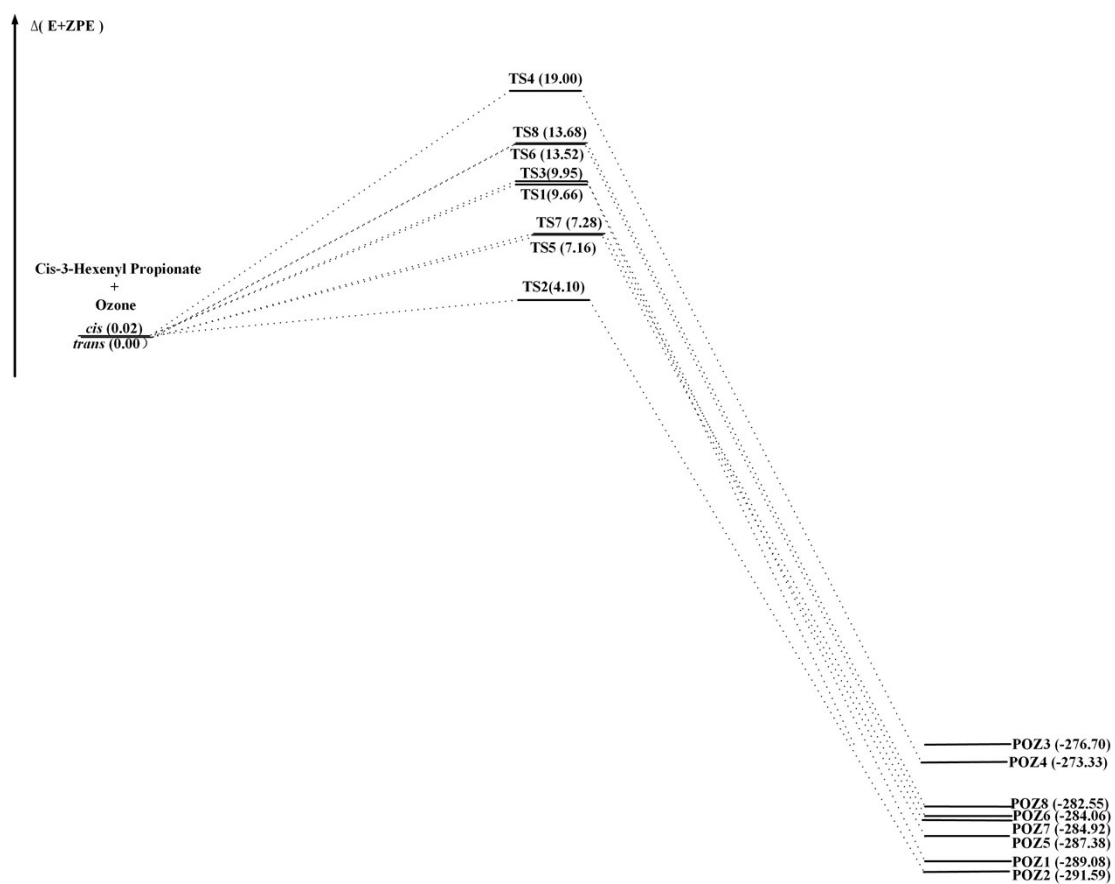 Δ( E+ZPE )
TS4 (19.00)
TS8 (13.68)
TS6 (13.52)
TS3(9.95)
TS1(9.66)
TS7 (7.28)
TS5 (7.16)
TS2(4.10)
Cis-3-Hexenyl Propionate
+
Ozone
cis (0.02)
trans (0.00)
POZ3 (-276.70)
POZ4 (-273.33)
POZ8 (-282.55)
POZ6 (-284.06)
POZ7 (-284.92)
POZ5 (-287.38)
POZ1 (-289.08)
POZ2 (-291.59)